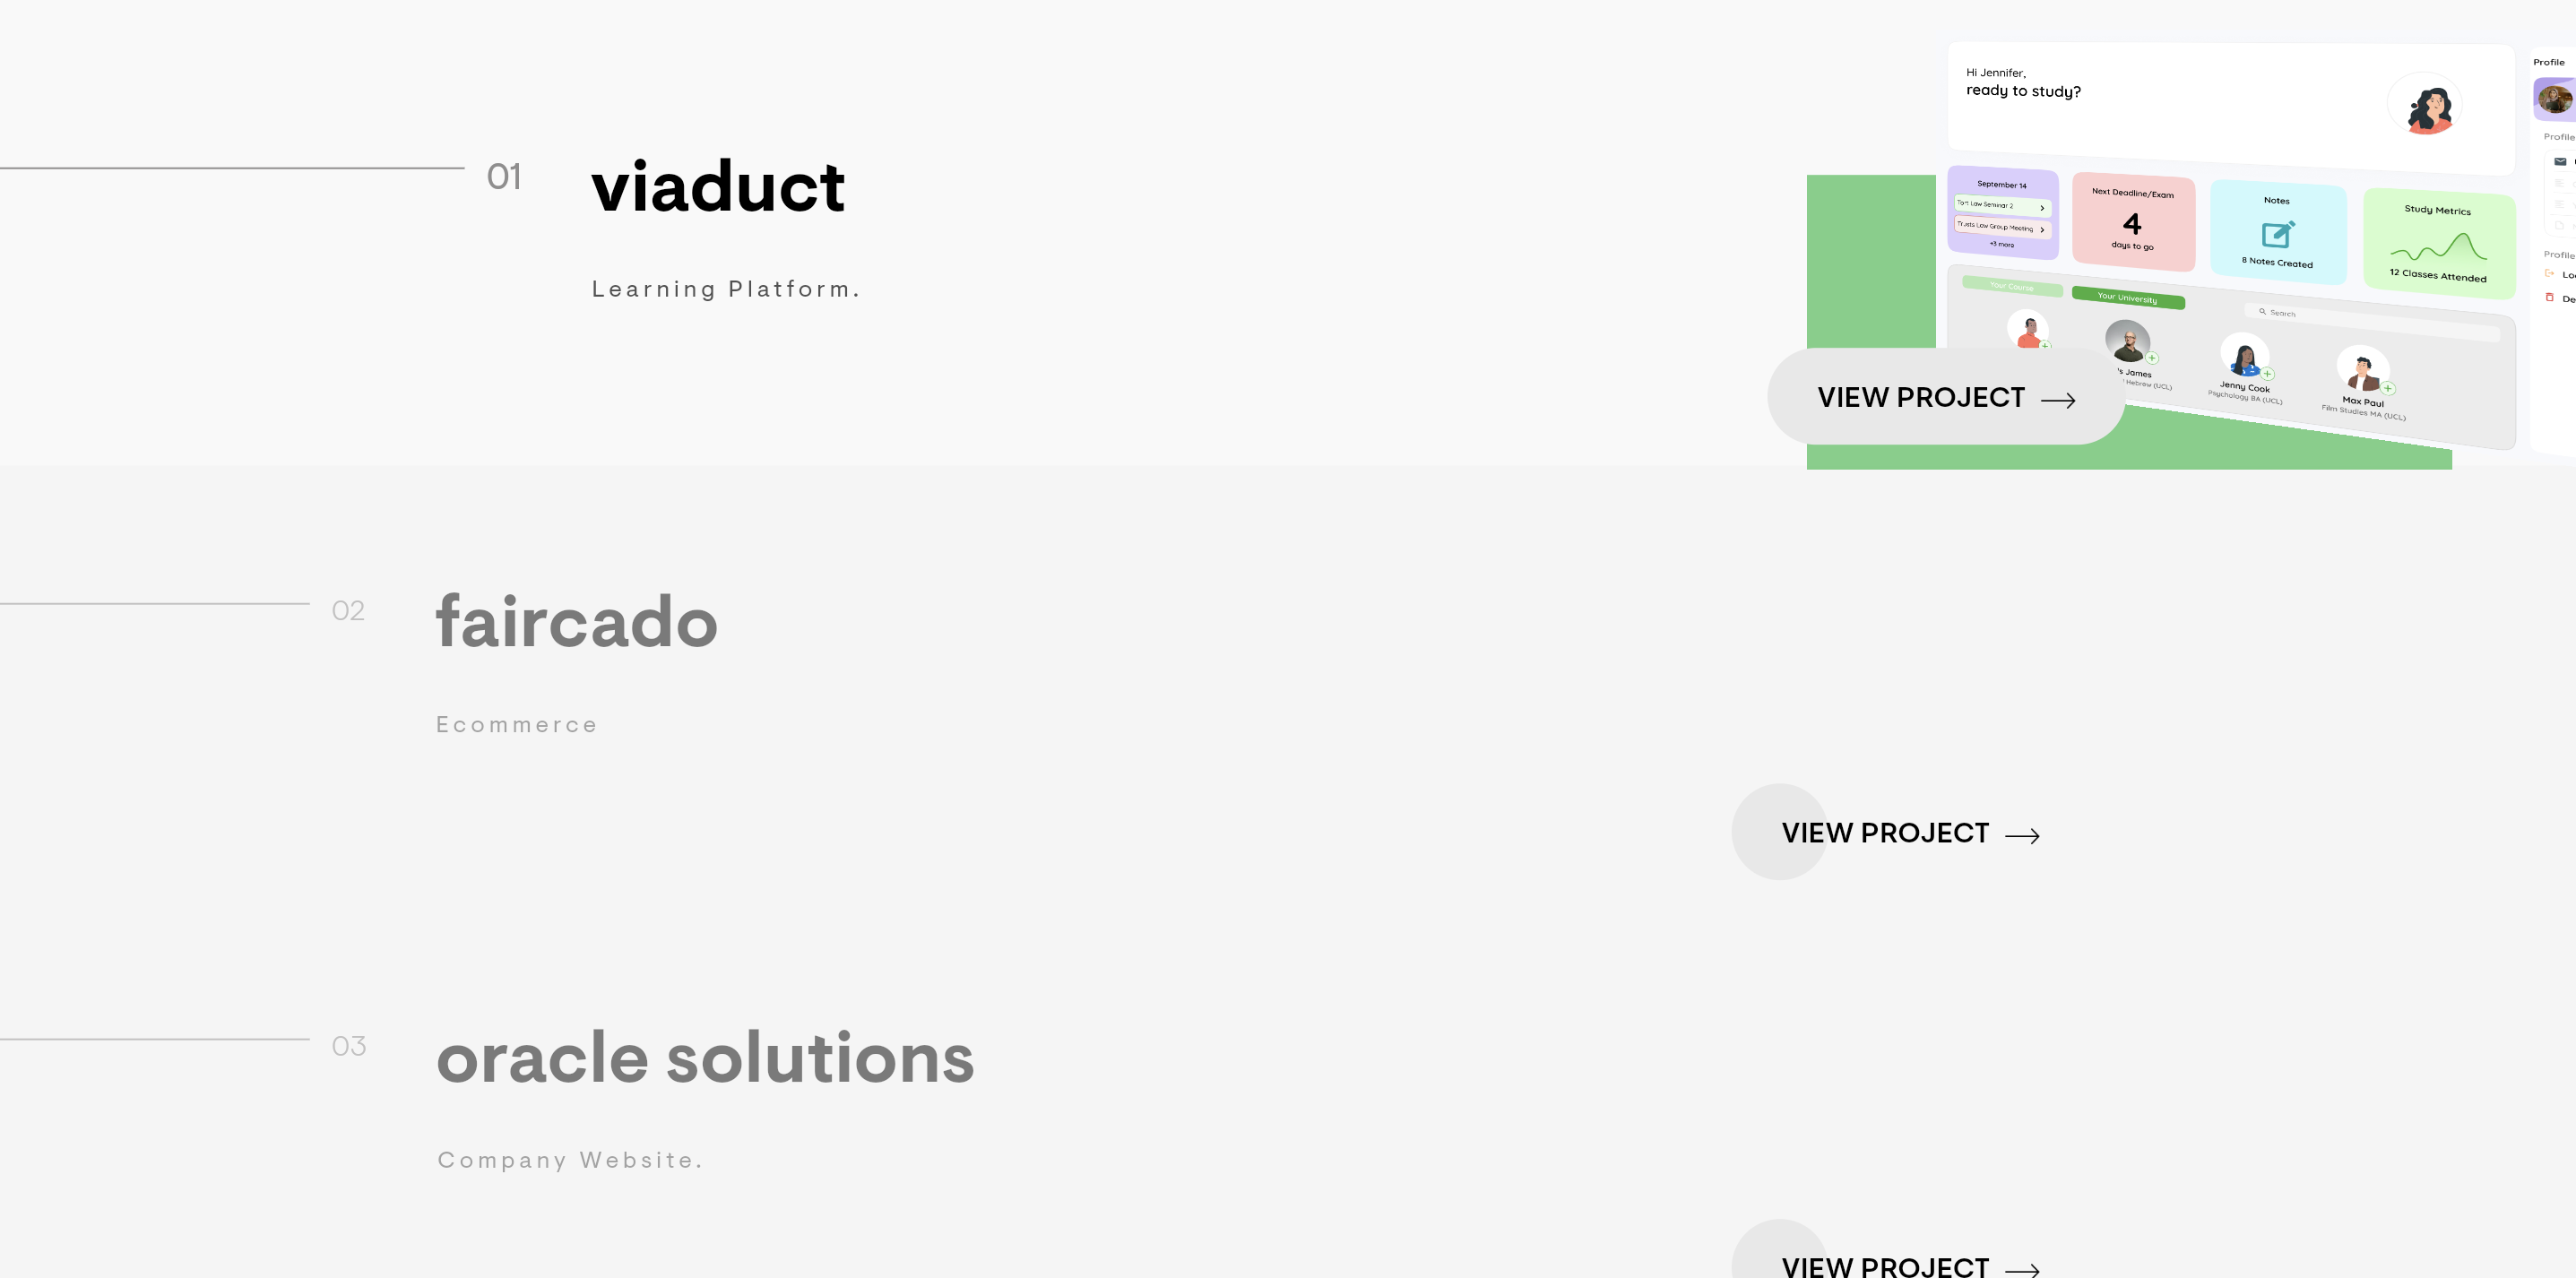 01
viaduct
Learning Platform.
Hi Jennifer,
ready to study?
Profile
September 14
Tort Law Seminar 2
Trusts Law Group Meeting
+3 more
Next Deadline/Exam
4
days to go
Notes
8 Notes Created
Study Metrics
12 Classes Attended
Profile
Profile
Your Course
Your University
Search
James
Hebrew (UCL)
Jenny Cook
Psychology BA (UCL)
Max Paul
Film Studies MA (UCL)
VIEW PROJECT
02
faircado
Ecommerce
VIEW PROJECT
03
oracle solutions
Company Website.
VIEW PROJECT